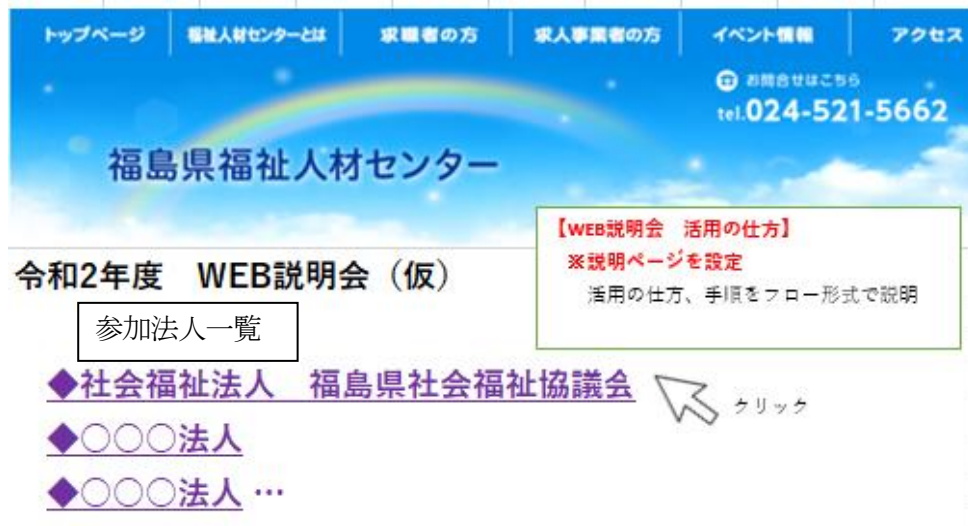 トップページ 福祉人材センターとは 求職者の方 求人事業者の方 イベント情報 アクセス
お問合せはこちら
tel.024-521-5662
福島県福祉人材センター
【WEB説明会　活用の仕方】
※説明ページを設定
活用の仕方、手順をフロー形式で説明
令和2年度　WEB説明会（仮）
参加法人一覧
◆社会福祉法人　福島県社会福祉協議会
クリック
◆○○○法人
◆○○○法人 …